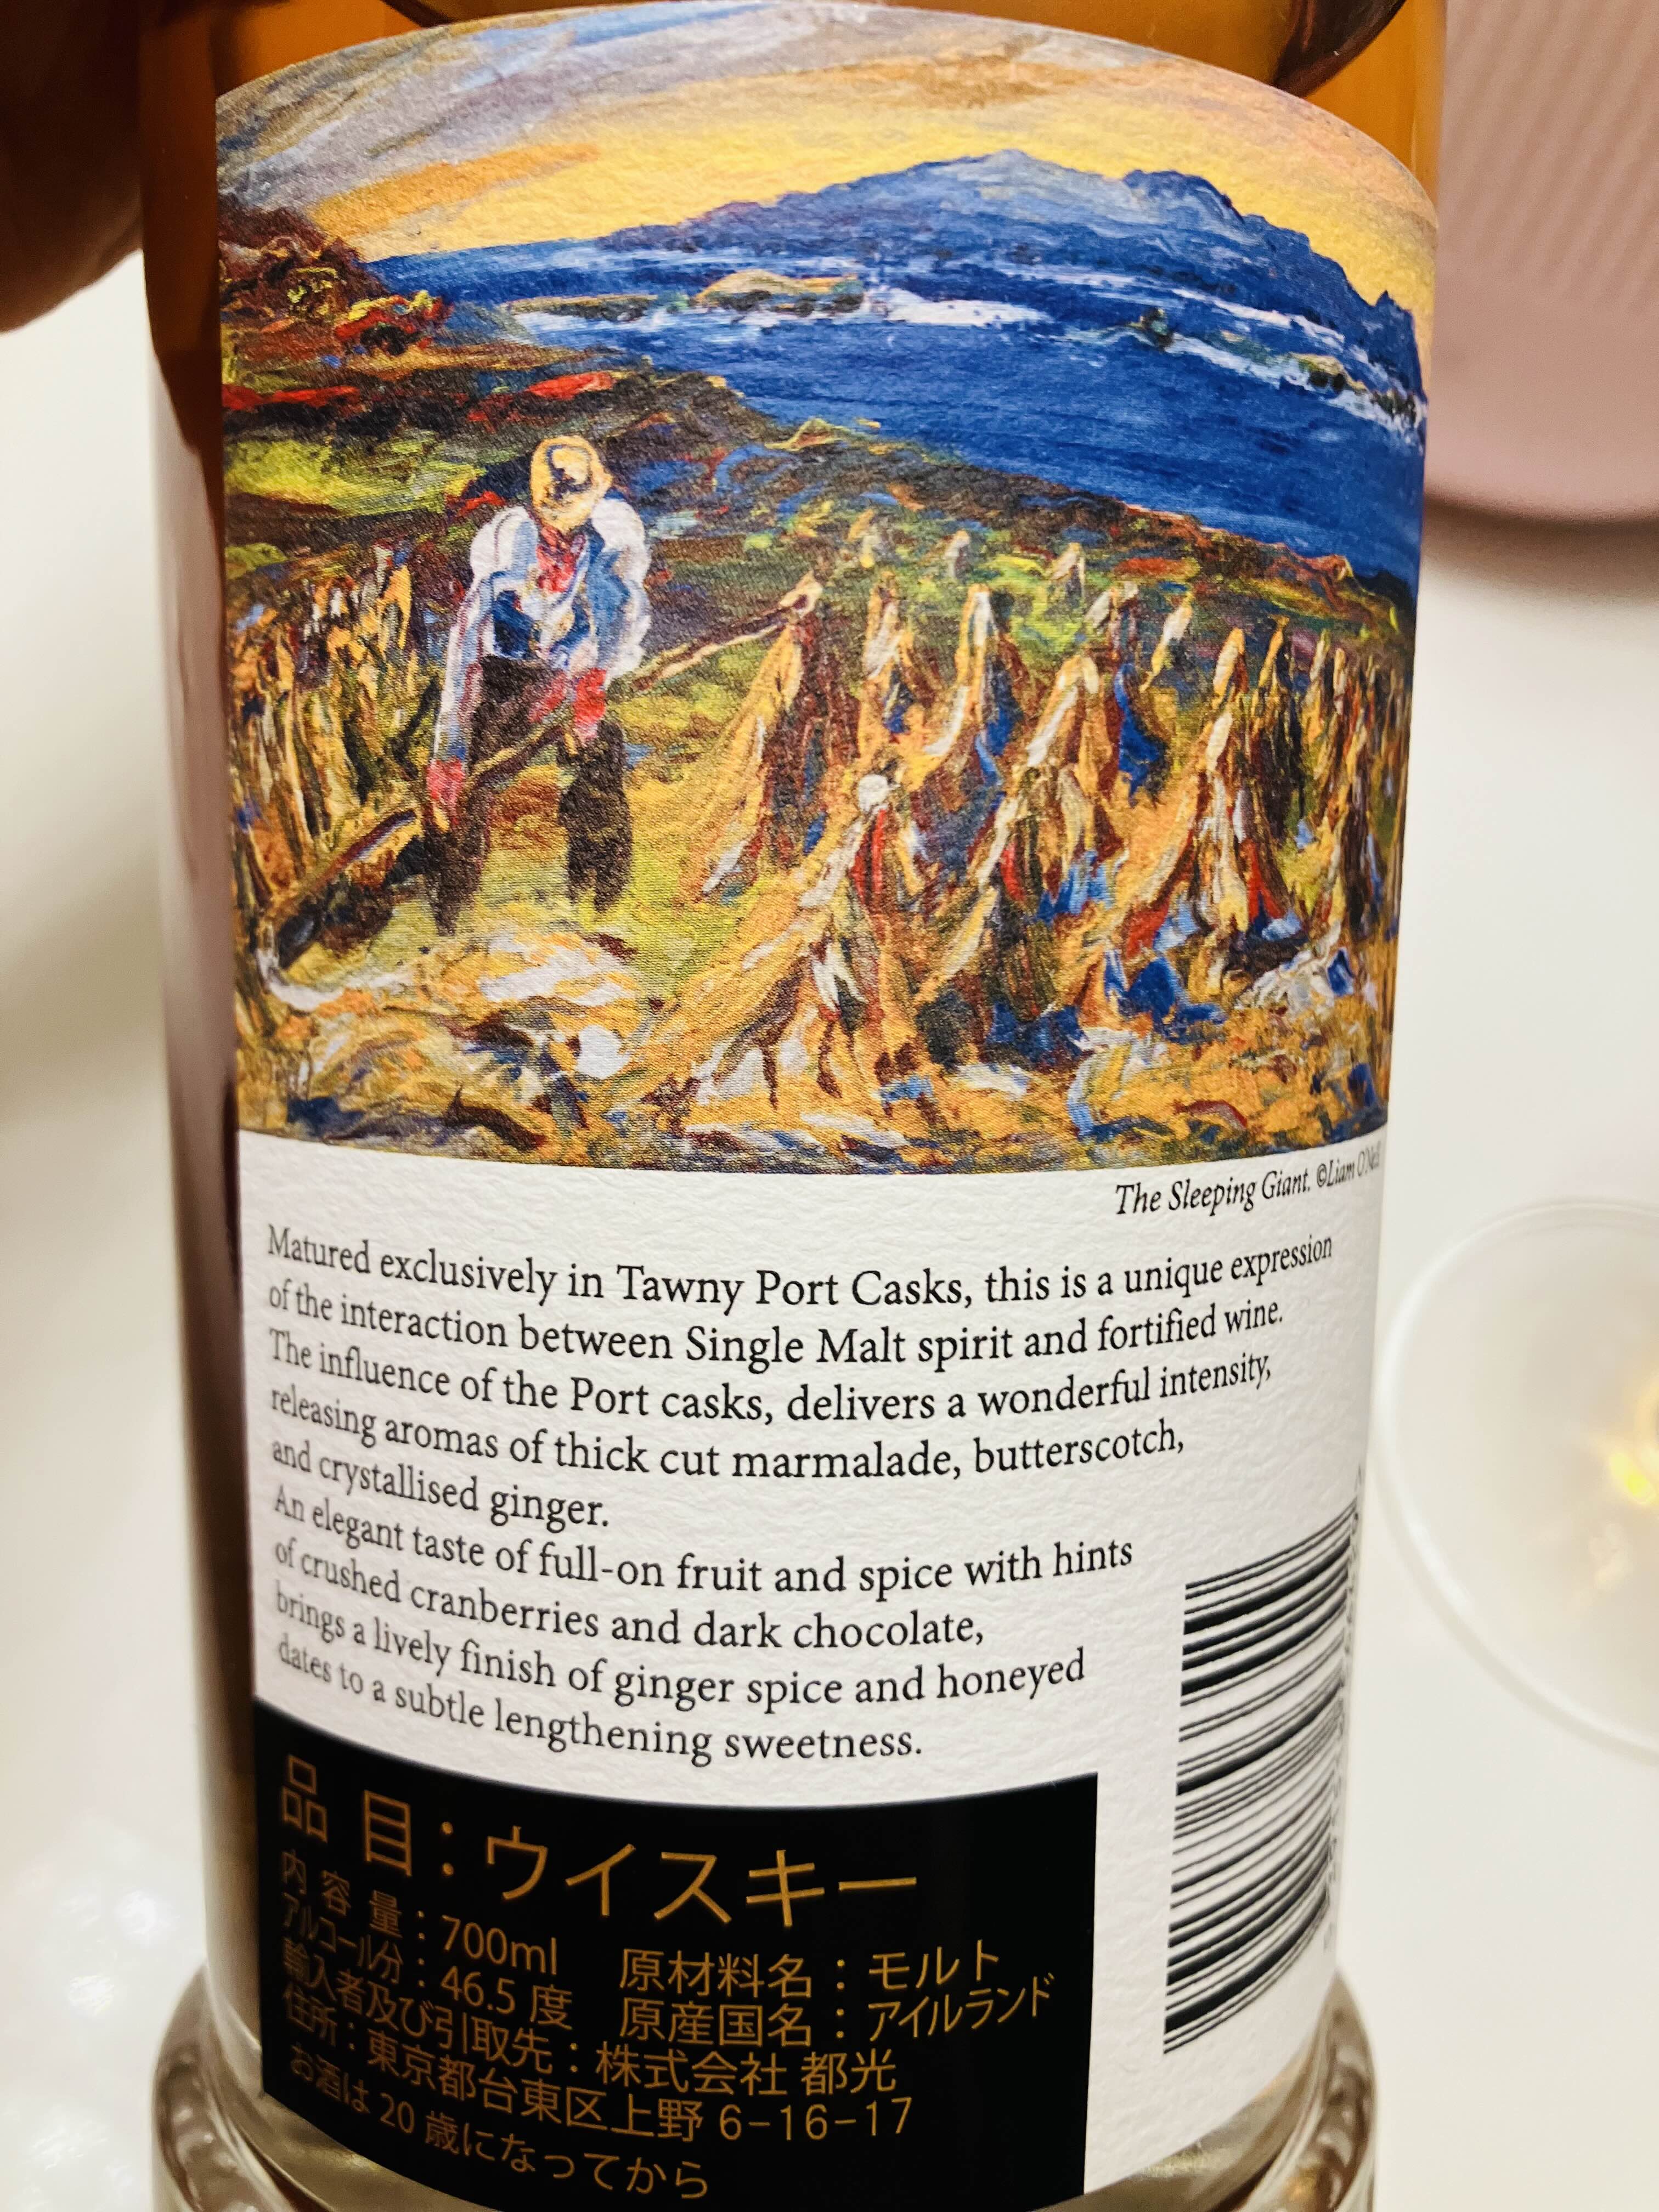 The Sleeping Giant. ©Liam O'Neill
Matured exclusively in Tawny Port Casks, this is a unique expression
of the interaction between Single Malt spirit and fortified wine.
The influence of the Port casks, delivers a wonderful intensity,
releasing aromas of thick cut marmalade, butterscotch,
and crystallised ginger.
An elegant taste of full-on fruit and spice with hints
of crushed cranberries and dark chocolate,
brings a lively finish of ginger spice and honeyed
dates to a subtle lengthening sweetness.
品 目：ウイスキー
内 容 量：700ml 原材料名：モルト
アルコール分：46.5度 原産国名：アイルランド
輸入者及び引取先：株式会社 都光
住所：東京都台東区上野 6-16-17
お酒は20歳になってから